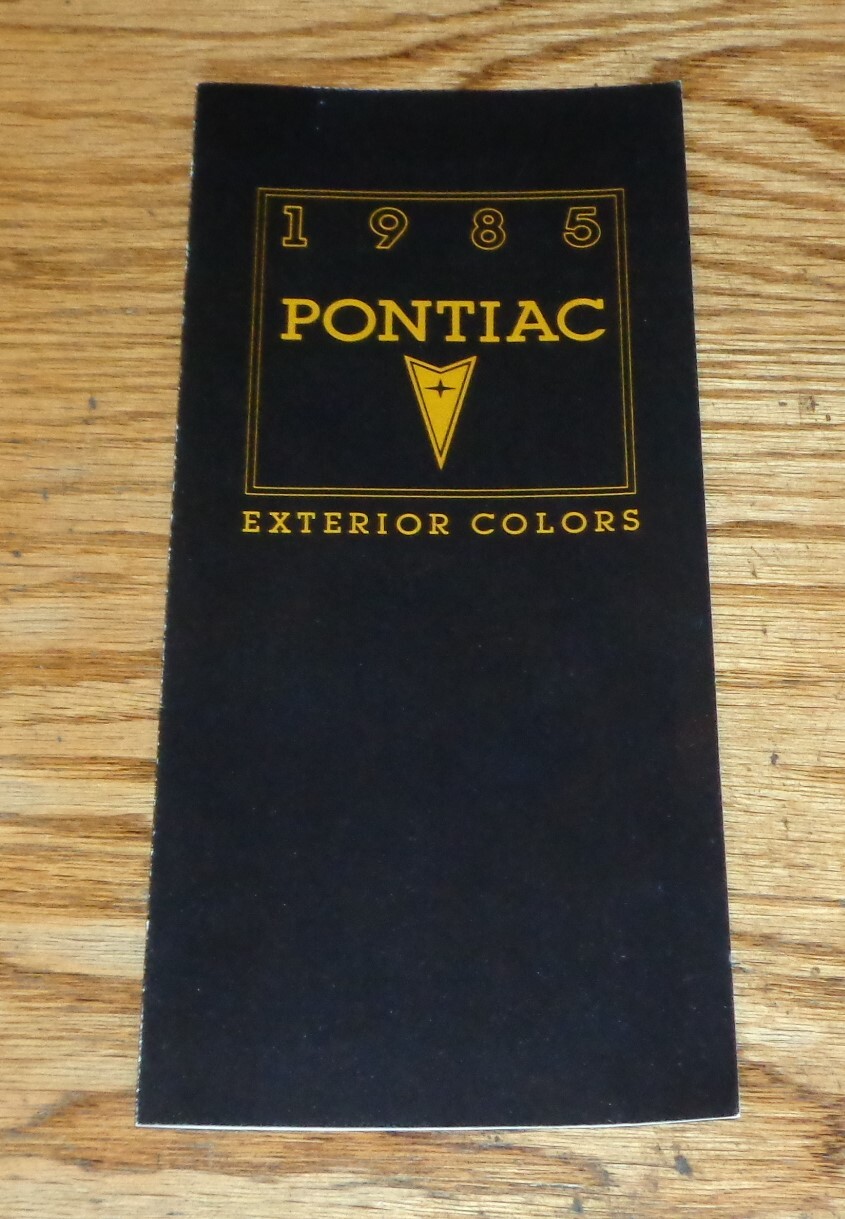 1985
PONTIAC
EXTERIOR COLORS